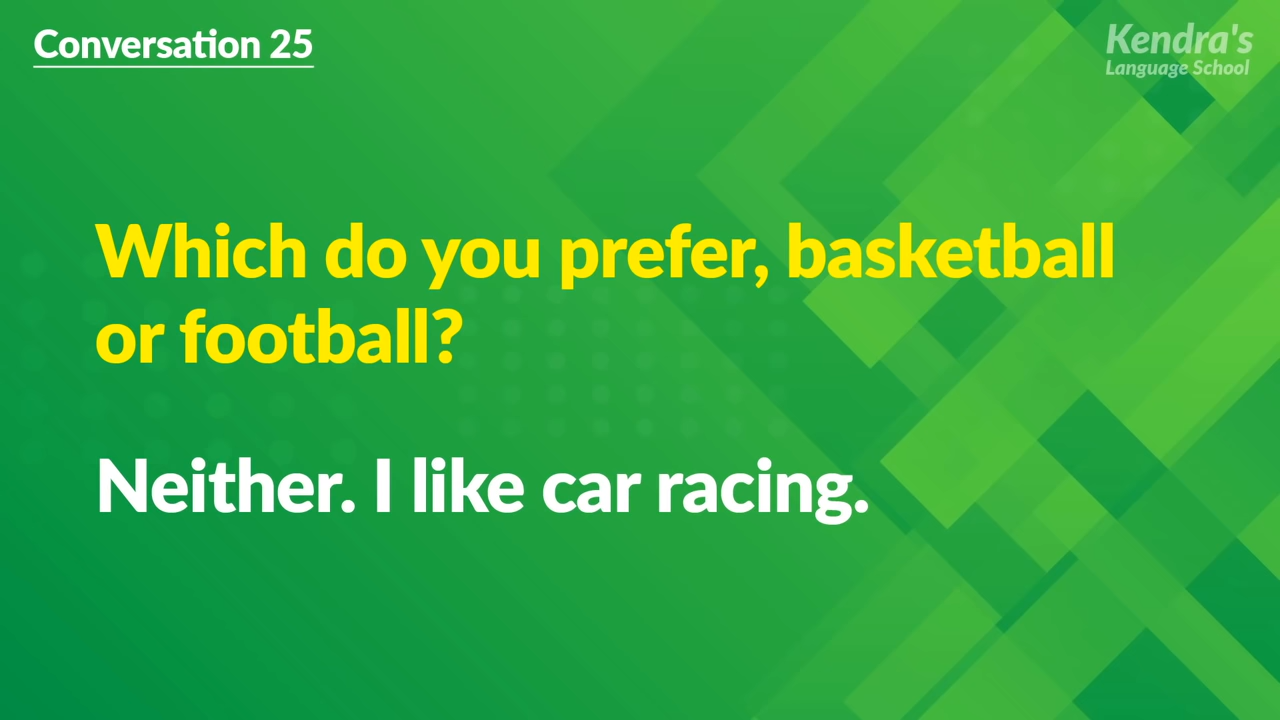 Conversation 25
Kendra's
Language School
Which do you prefer, basketball
or football?
Neither. I like car racing.